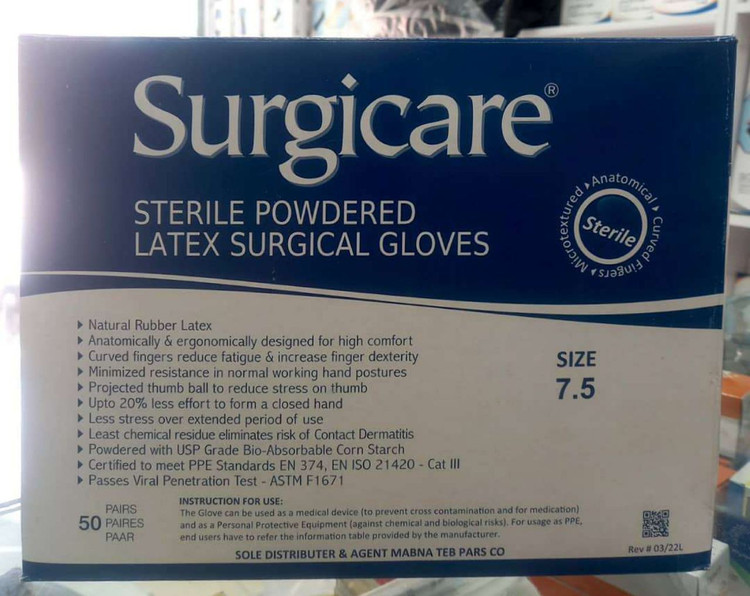 Surgicare®
STERILE POWDERED
LATEX SURGICAL GLOVES
Microtextured ▸ Anatomical ▸ Curved Fingers ▸
Sterile
▸ Natural Rubber Latex
▸ Anatomically & ergonomically designed for high comfort
▸ Curved fingers reduce fatigue & increase finger dexterity
▸ Minimized resistance in normal working hand postures
▸ Projected thumb ball to reduce stress on thumb
▸ Upto 20% less effort to form a closed hand
▸ Less stress over extended period of use
▸ Least chemical residue eliminates risk of Contact Dermatitis
▸ Powdered with USP Grade Bio-Absorbable Corn Starch
▸ Certified to meet PPE Standards EN 374, EN ISO 21420 - Cat III
▸ Passes Viral Penetration Test - ASTM F1671
SIZE
7.5
50
PAIRS
PAIRES
PAAR
INSTRUCTION FOR USE:
The Glove can be used as a medical device (to prevent cross contamination and for medication)
and as a Personal Protective Equipment (against chemical and biological risks). For usage as PPE,
end users have to refer the information table provided by the manufacturer.
SOLE DISTRIBUTER & AGENT MABNA TEB PARS CO
Rev # 03/22L